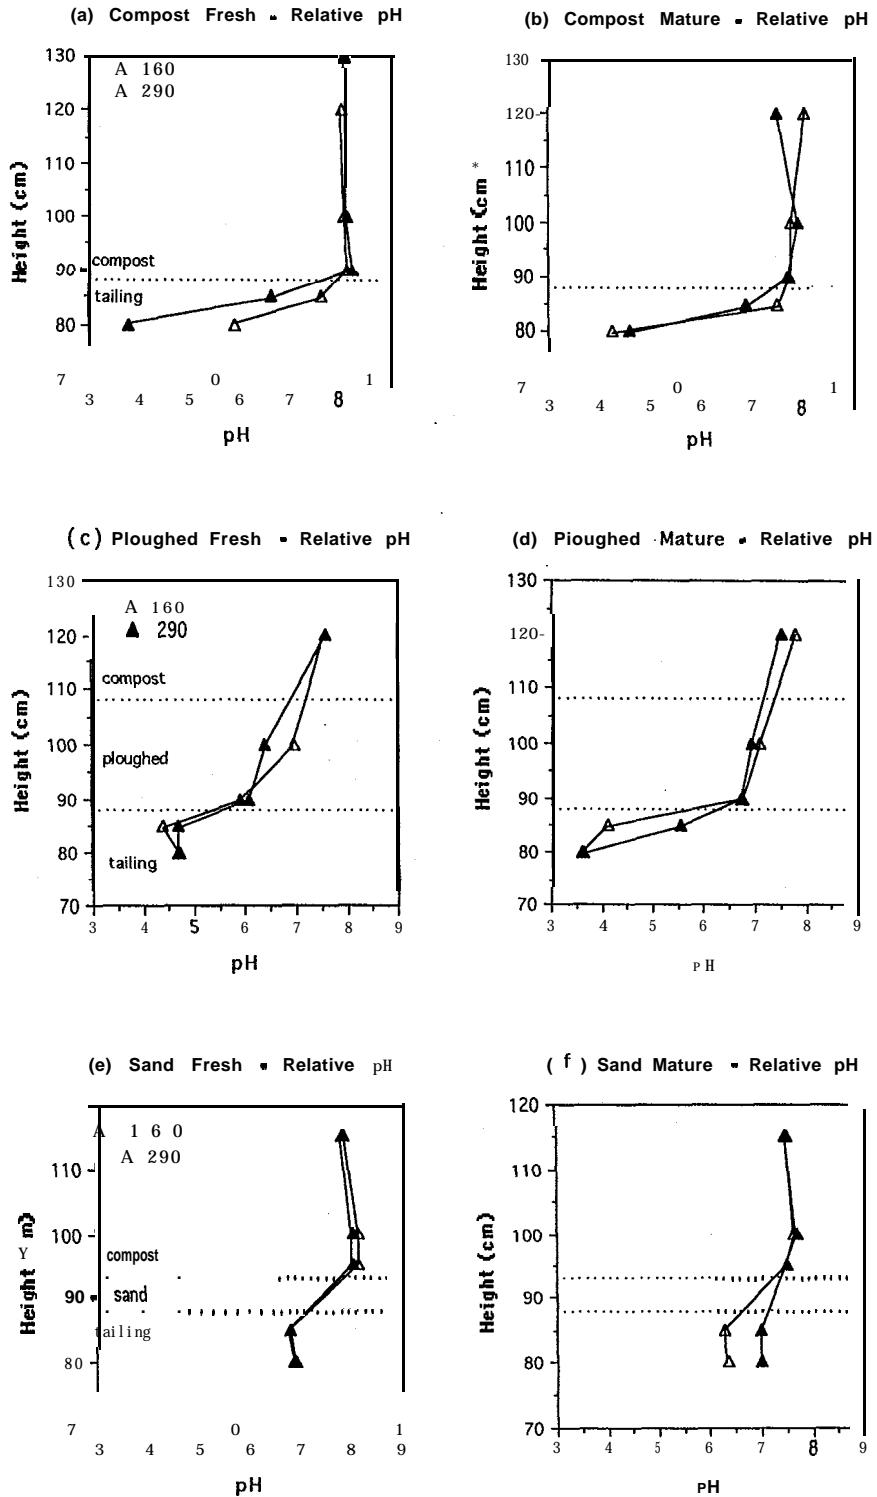 (a) Compost Fresh - Relative pH
130
A 160
A 290
120
110
100
90
80
Height (cm)
compost
tailing
7 0 1
3 4 5 6 7 8
pH
(b) Compost Mature - Relative pH
130
120-
110
100
90
80
Height (cm *
7 0 1
3 4 5 6 7 8
pH
(c) Ploughed Fresh - Relative pH
130
A 160
▲ 290
120
110
100
90
80
70
Height (cm)
compost
ploughed
tailing
3 4 5 6 7 8 9
pH
(d) Pioughed Mature - Relative pH
130
120-
110
100
90
80
70
Height (cm)
3 4 5 6 7 8 9
PH
(e) Sand Fresh - Relative pH
A 160
A 290
110
100
90
80
Height Y m)
compost
sand
tailing
7 0 1
3 4 5 6 7 8 9
pH
(f) Sand Mature - Relative pH
120
110
100
90
80
70
Height (cm)
3 4 5 6 7 8 9
PH